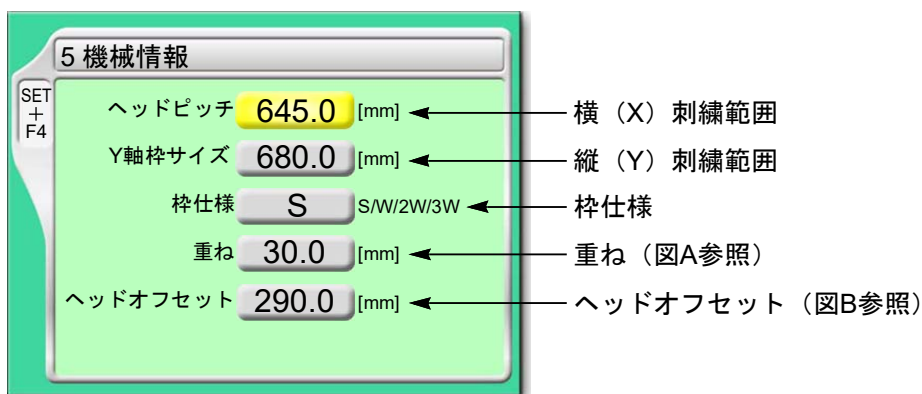 5 機械情報
SET
+
F4
ヘッドピッチ 645.0 [mm] 横（X）刺繍範囲
Y軸枠サイズ 680.0 [mm] 縦（Y）刺繍範囲
枠仕様 S S/W/2W/3W 枠仕様
重ね 30.0 [mm] 重ね（図A参照）
ヘッドオフセット 290.0 [mm] ヘッドオフセット（図B参照）